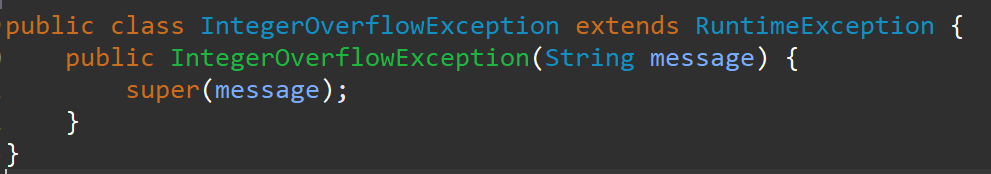 public class IntegerOverflowException extends RuntimeException {
    public IntegerOverflowException(String message) {
        super(message);
    }
}